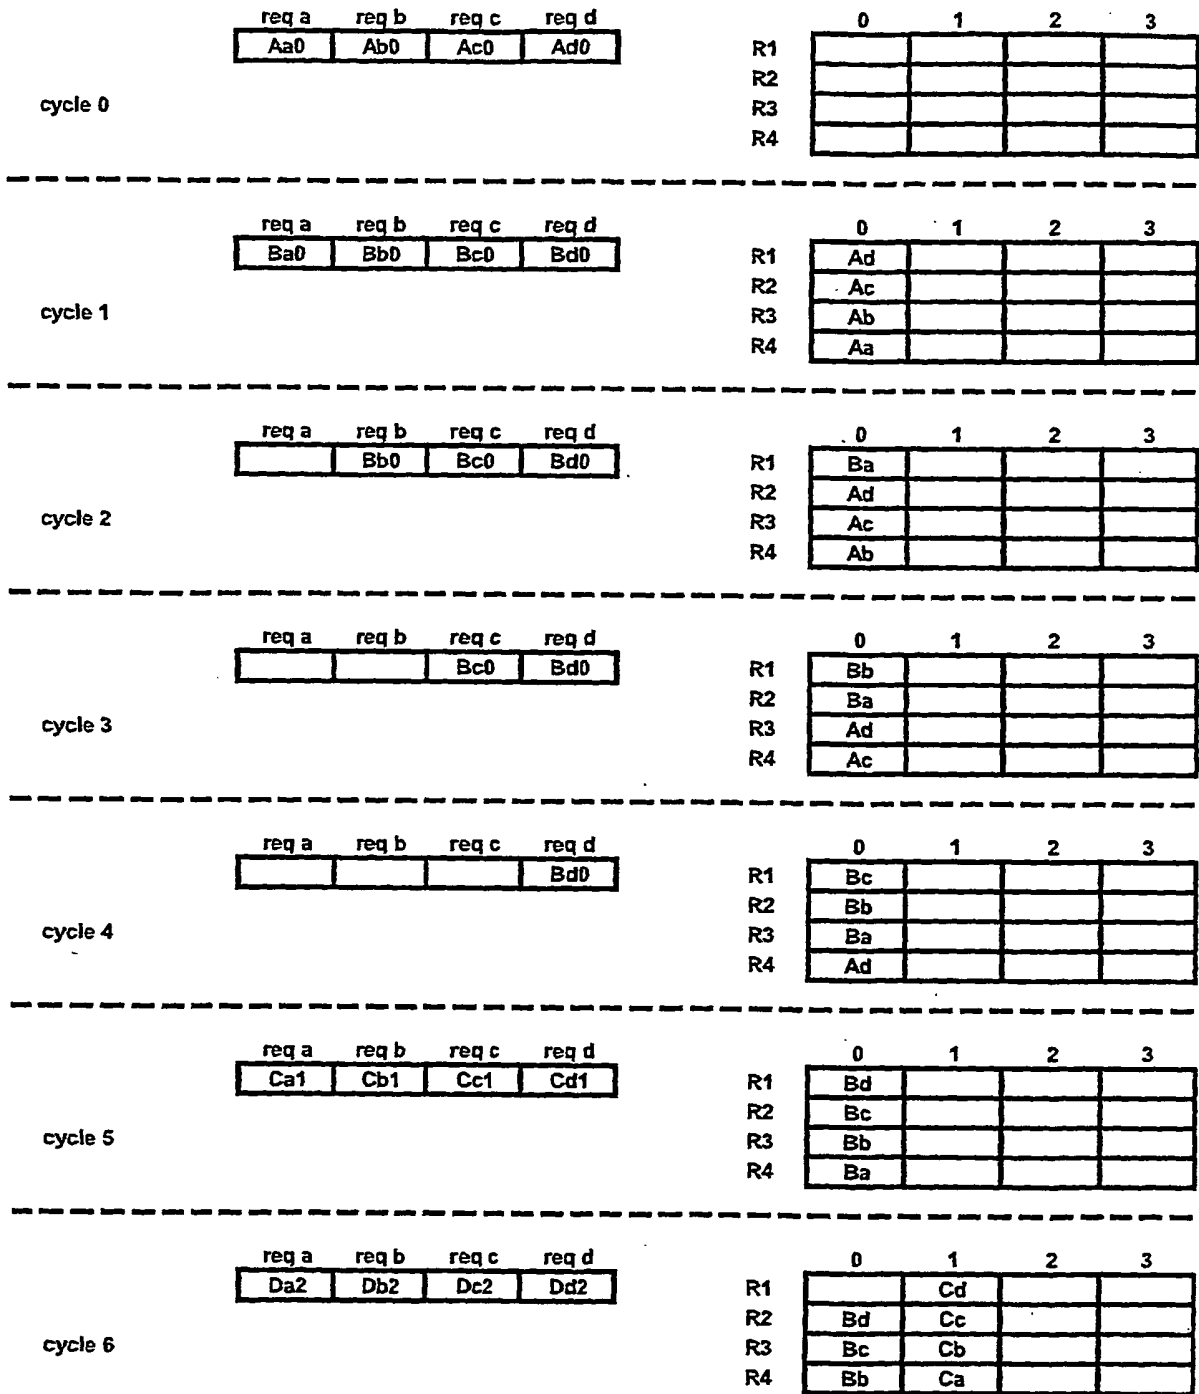 req a req b req c req d 0 1 2 3
Aa0 Ab0 Ac0 Ad0 R1
R2
cycle 0 R3
R4
req a req b req c req d 0 1 2 3
Ba0 Bb0 Bc0 Bd0 R1 Ad
R2 Ac
cycle 1 R3 Ab
R4 Aa
req a req b req c req d 0 1 2 3
Bb0 Bc0 Bd0 R1 Ba
R2 Ad
cycle 2 R3 Ac
R4 Ab
req a req b req c req d 0 1 2 3
Bc0 Bd0 R1 Bb
R2 Ba
cycle 3 R3 Ad
R4 Ac
req a req b req c req d 0 1 2 3
Bd0 R1 Bc
R2 Bb
cycle 4 R3 Ba
R4 Ad
req a req b req c req d 0 1 2 3
Ca1 Cb1 Cc1 Cd1 R1 Bd
R2 Bc
cycle 5 R3 Bb
R4 Ba
req a req b req c req d 0 1 2 3
Da2 Db2 Dc2 Dd2 R1 Cd
R2 Bd Cc
cycle 6 R3 Bc Cb
R4 Bb Ca